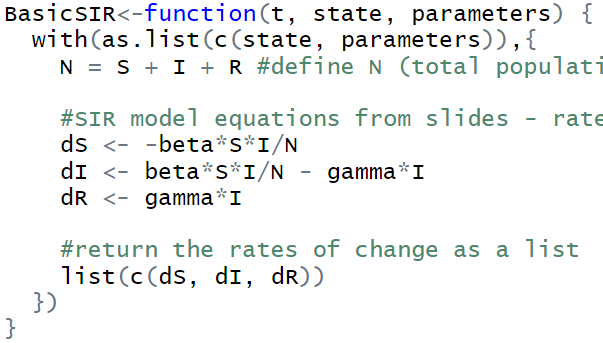 BasicSIR<-function(t, state, parameters) {
  with(as.list(c(state, parameters)),{
    N = S + I + R #define N (total populati
    #SIR model equations from slides - rate
    dS <- -beta*S*I/N
    dI <- beta*S*I/N - gamma*I
    dR <- gamma*I
    #return the rates of change as a list
    list(c(dS, dI, dR))
  })
}